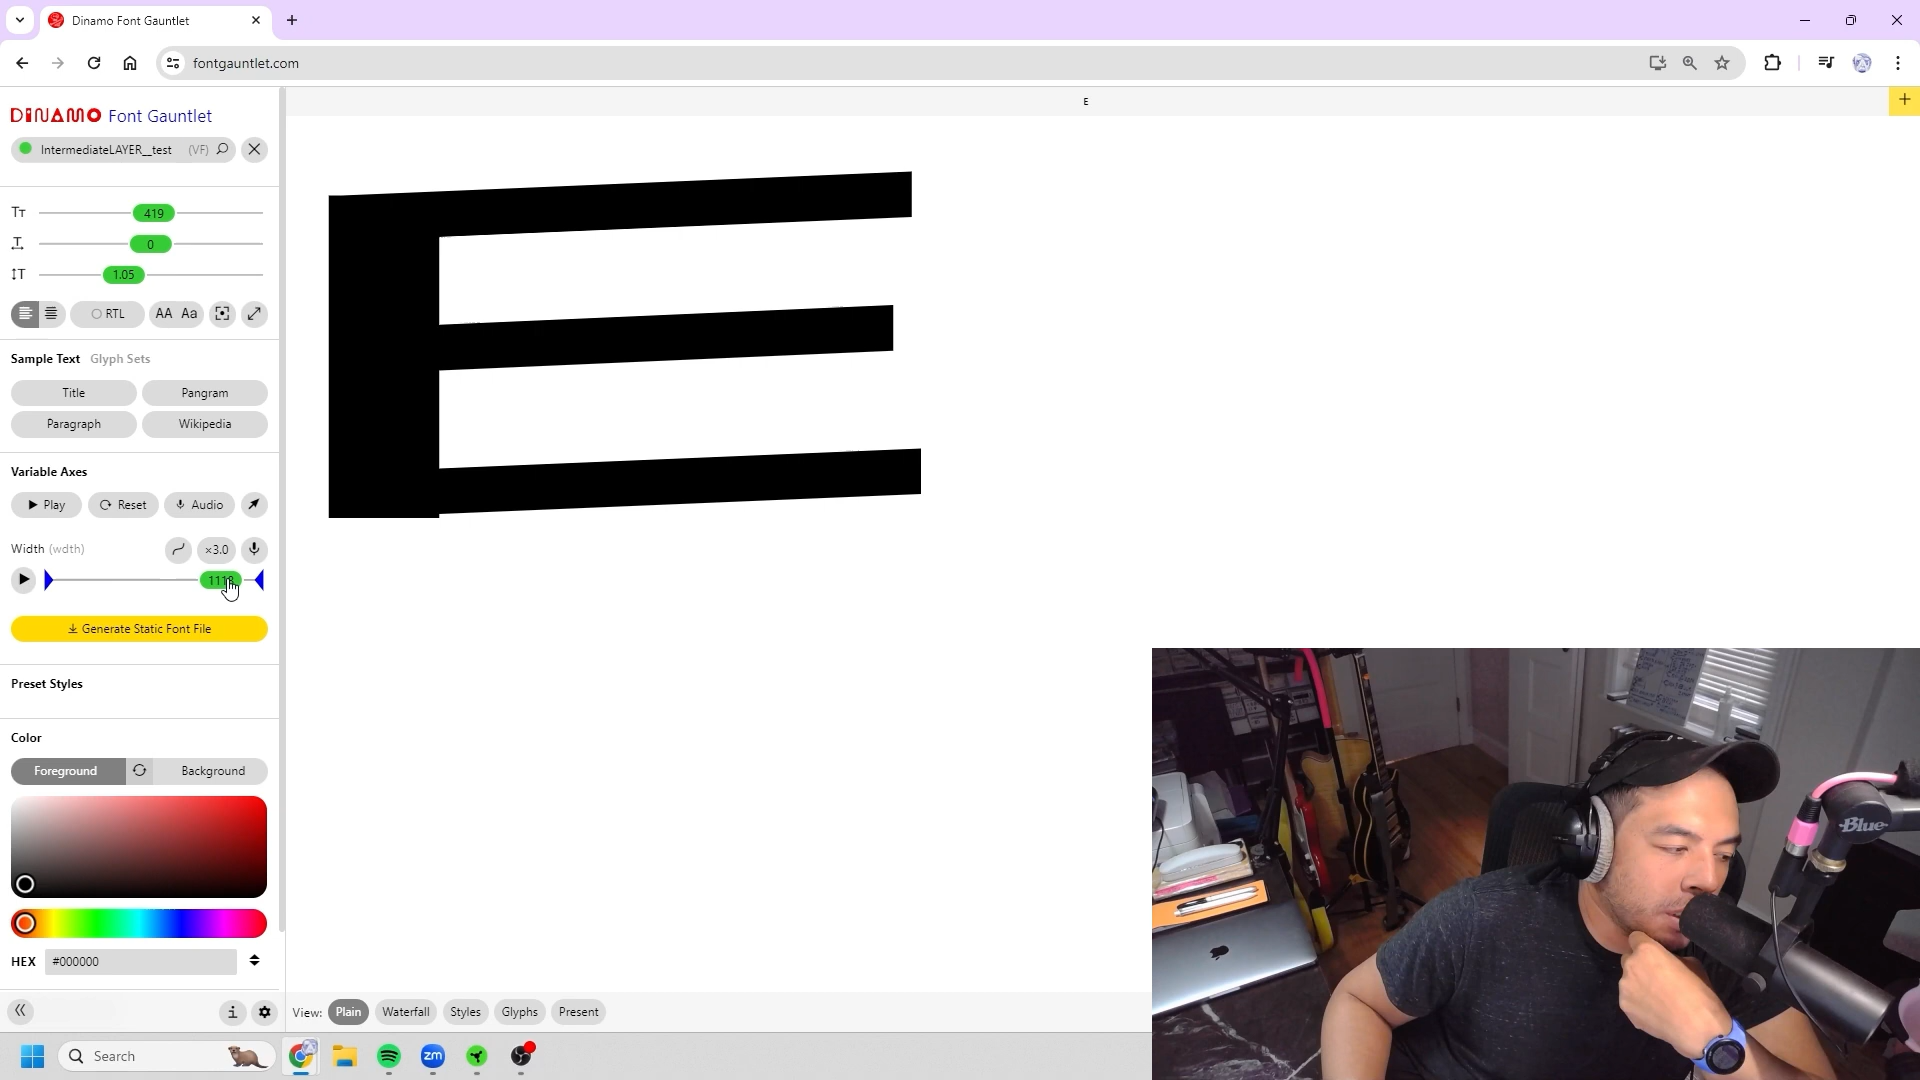 Dinamo Font Gauntlet
fontgauntlet.com
DINAMO Font Gauntlet
E
IntermediateLAYER__test (VF)
419
0
1.05
RTL AA Aa
Sample Text Glyph Sets
Title Pangram
Paragraph Wikipedia
Variable Axes
Play Reset Audio
Width (wdth) ×3.0
Generate Static Font File
Preset Styles
Color
Foreground Background
HEX #000000
E
View: Plain Waterfall Styles Glyphs Present
Search
zm
Blue